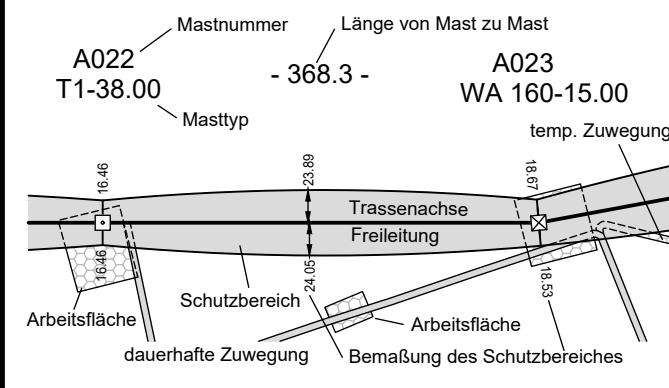 Mastnummer
Länge von Mast zu Mast
A022
T1-38.00
- 368.3 -
A023
WA 160-15.00
Masttyp
temp. Zuwegung
16.46
23.89
18.67
Trassenachse
Freileitung
16.46
24.05
18.53
Schutzbereich
Arbeitsfläche
Arbeitsfläche
dauerhafte Zuwegung
Bemaßung des Schutzbereiches